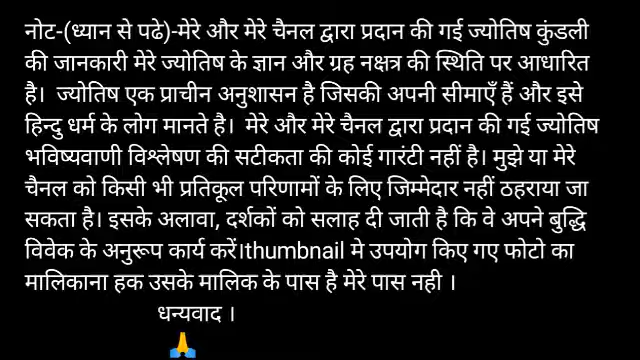 नोट-(ध्यान से पढे)-मेरे और मेरे चैनल द्वारा प्रदान की गई ज्योतिष कुंडली
की जानकारी मेरे ज्योतिष के ज्ञान और ग्रह नक्षत्र की स्थिति पर आधारित
है। ज्योतिष एक प्राचीन अनुशासन है जिसकी अपनी सीमाएँ हैं और इसे
हिन्दु धर्म के लोग मानते है। मेरे और मेरे चैनल द्वारा प्रदान की गई ज्योतिष
भविष्यवाणी विश्लेषण की सटीकता की कोई गारंटी नहीं है। मुझे या मेरे
चैनल को किसी भी प्रतिकूल परिणामों के लिए जिम्मेदार नहीं ठहराया जा
सकता है। इसके अलावा, दर्शकों को सलाह दी जाती है कि वे अपने बुद्धि
विवेक के अनुरूप कार्य करें।thumbnail मे उपयोग किए गए फोटो का
मालिकाना हक उसके मालिक के पास है मेरे पास नही ।
धन्यवाद ।
🙏